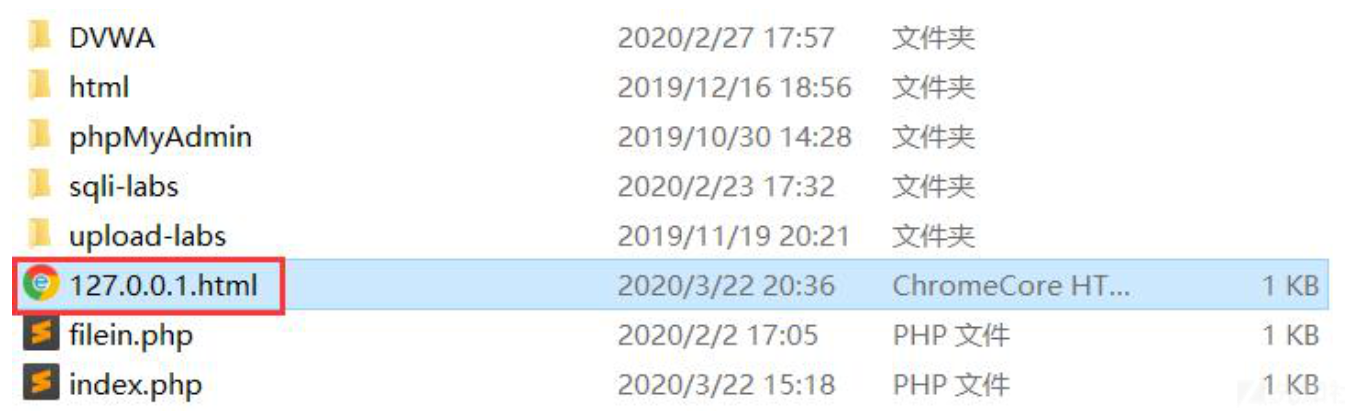 DVWA 2020/2/27 17:57 文件夹
html 2019/12/16 18:56 文件夹
phpMyAdmin 2019/10/30 14:28 文件夹
sqli-labs 2020/2/23 17:32 文件夹
upload-labs 2019/11/19 20:21 文件夹
127.0.0.1.html 2020/3/22 20:36 ChromeCore HT... 1 KB
filein.php 2020/2/2 17:05 PHP 文件 1 KB
index.php 2020/3/22 15:18 PHP 文件 1 KB